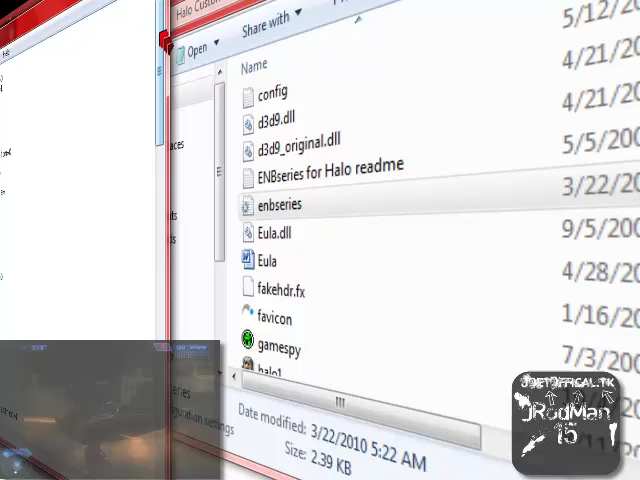 Halo Custom
Open
Share with
Name
config
d3d9.dll
d3d9_original.dll
ENBseries for Halo readme
enbseries
Eula.dll
Eula
fakehdr.fx
favicon
gamespy
halo1
5/12/
4/21/20
4/21/20
5/5/200
3/22/20
9/5/200
4/28/20
1/16/20
7/3/200
Date modified: 3/22/2010 5:22 AM
Size: 2.39 KB
JRodMan
15